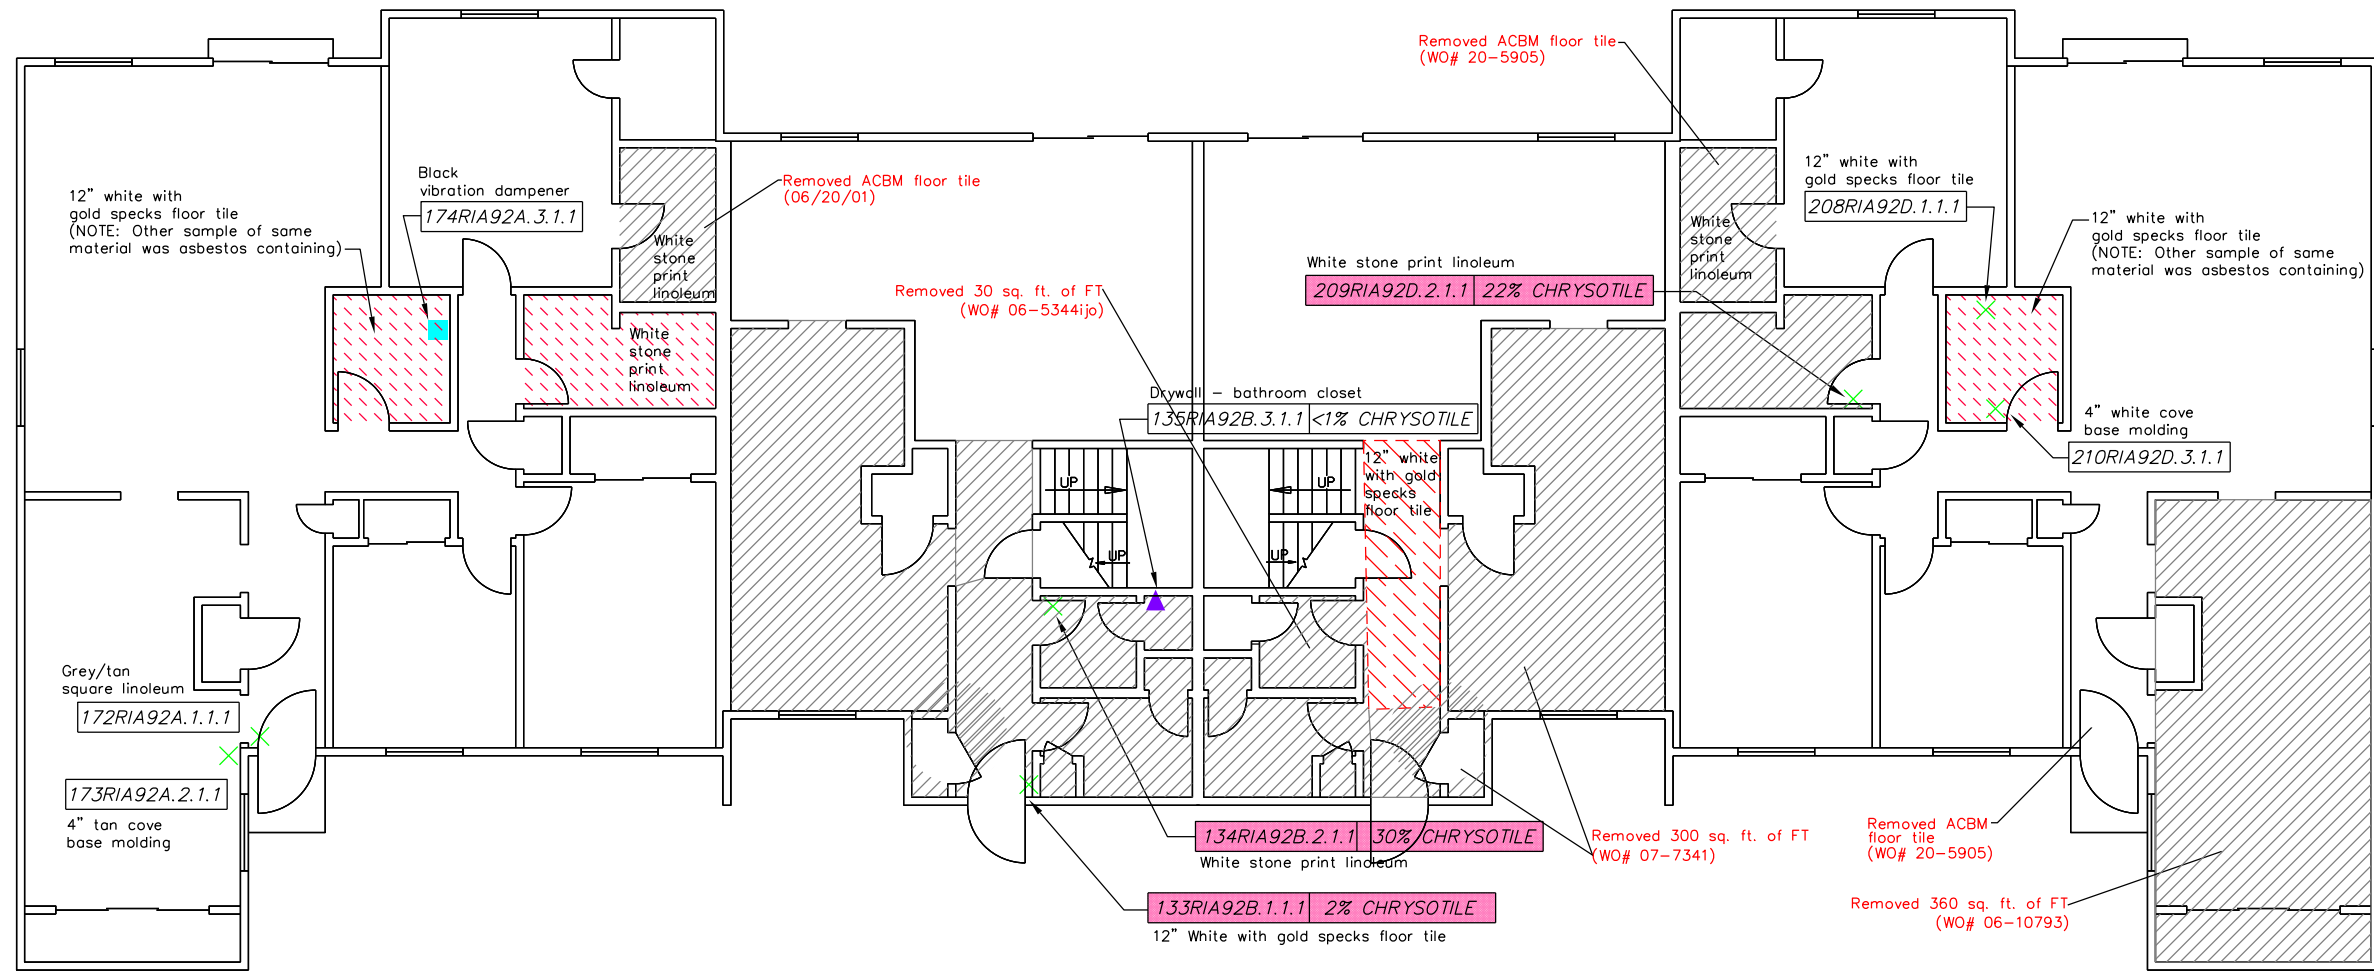 Removed ACBM floor tile
(WO# 20-5905)
12" white with
gold specks floor tile
(NOTE: Other sample of same
material was asbestos containing)
Black
vibration dampener
174RIA92A.3.1.1
Removed ACBM floor tile
(06/20/01)
White
stone
print
linoleum
White
stone
print
linoleum
Removed 30 sq. ft. of FT
(WO# 06-5344ijo)
White stone print linoleum
209RIA92D.2.1.1 22% CHRYSOTILE
White
stone
print
linoleum
12" white with
gold specks floor tile
208RIA92D.1.1.1
12" white with
gold specks floor tile
(NOTE: Other sample of same
material was asbestos containing)
Drywall - bathroom closet
135RIA92B.3.1.1 <1% CHRYSOTILE
12" white
with gold
specks
floor tile
4" white cove
base molding
210RIA92D.3.1.1
UP
UP
UP
UP
Grey/tan
square linoleum
172RIA92A.1.1.1
173RIA92A.2.1.1
4" tan cove
base molding
134RIA92B.2.1.1 30% CHRYSOTILE
White stone print linoleum
133RIA92B.1.1.1 2% CHRYSOTILE
12" White with gold specks floor tile
Removed 300 sq. ft. of FT
(WO# 07-7341)
Removed ACBM
floor tile
(WO# 20-5905)
Removed 360 sq. ft. of FT
(WO# 06-10793)